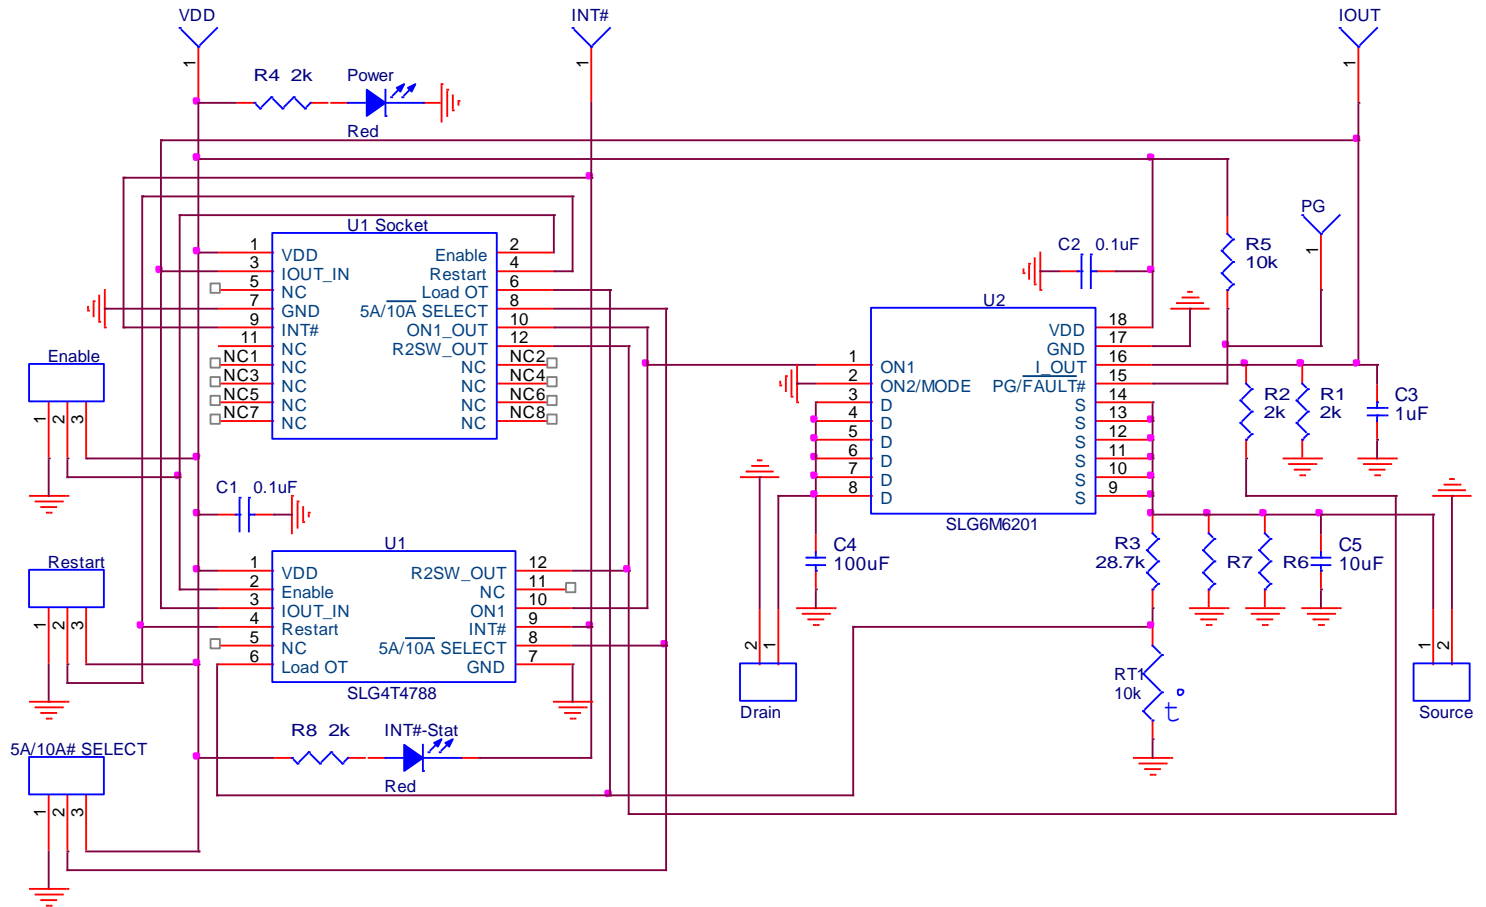 VDD
INT#
IOUT
1
1
1
R4 2k
Power
Red
U1 Socket
1
VDD
3
IOUT_IN
5
NC
7
GND
9
INT#
11
NC
NC1
NC
NC3
NC
NC5
NC
NC7
NC
2
Enable
4
Restart
6
Load OT
8
5A/10A SELECT
10
ON1_OUT
12
R2SW_OUT
NC2
NC
NC4
NC
NC6
NC
NC8
NC
PG
1
C2 0.1uF
R5
10k
U2
1
ON1
2
ON2/MODE
3
D
4
D
5
D
6
D
7
D
8
D
18
VDD
17
GND
16
I_OUT
15
PG/FAULT#
14
S
13
S
12
S
11
S
10
S
9
S
SLG6M6201
R2
2k
R1
2k
C3
1uF
Enable
1
2
3
C1 0.1uF
U1
1
VDD
2
Enable
3
IOUT_IN
4
Restart
5
NC
6
Load OT
12
R2SW_OUT
11
NC
10
ON1
9
INT#
8
5A/10A SELECT
7
GND
SLG4T4788
C4
100uF
R3
28.7k
R7
R6
C5
10uF
Restart
1
2
3
2
1
Drain
RT1
10k
t°
1
2
Source
R8 2k
INT#-Stat
Red
5A/10A# SELECT
1
2
3